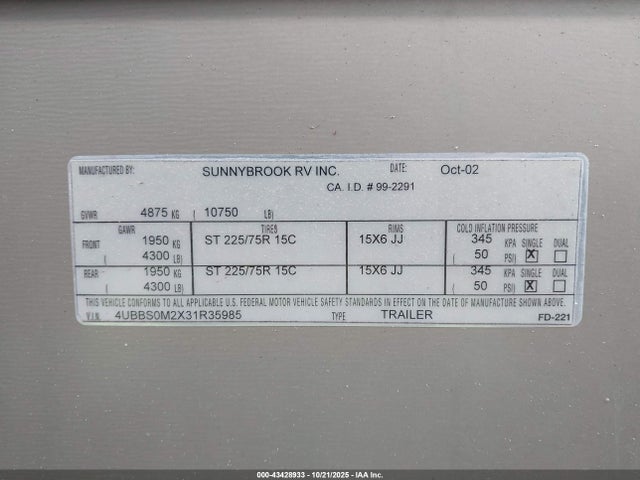 MANUFACTURED BY: SUNNYBROOK RV INC. DATE: Oct-02
CA. I.D. # 99-2291
GVWR 4875 KG ( 10750 LB)
GAWR TIRES RIMS COLD INFLATION PRESSURE
FRONT 1950 KG ST 225/75R 15C 15X6 JJ 345 KPA SINGLE DUAL
( 4300 LB) ( 50 PSI) X
REAR 1950 KG ST 225/75R 15C 15X6 JJ 345 KPA SINGLE DUAL
( 4300 LB) ( 50 PSI) X
THIS VEHICLE CONFORMS TO ALL APPLICABLE U.S. FEDERAL MOTOR VEHICLE SAFETY STANDARDS IN EFFECT ON THE DATE OF MANUFACTURE SHOWN ABOVE.
V.I.N. 4UBBS0M2X31R35985 TYPE TRAILER FD-221
000-43428933 - 10/21/2025 - IAA Inc.